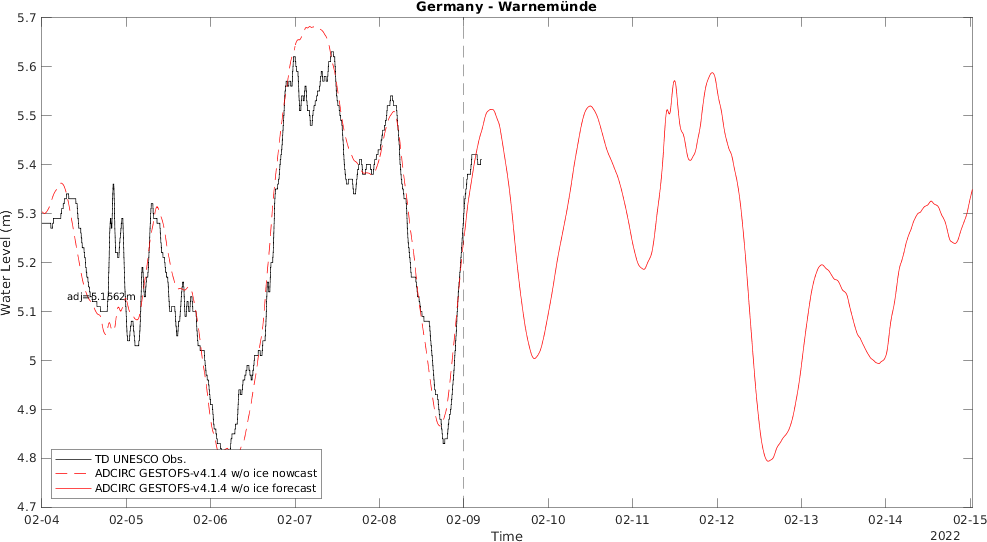 Germany - Warnemünde
Water Level (m)
5.7
5.6
5.5
5.4
5.3
5.2
5.1
5
4.9
4.8
4.7
adj=5.1562m
TD UNESCO Obs.
ADCIRC GESTOFS-v4.1.4 w/o ice nowcast
ADCIRC GESTOFS-v4.1.4 w/o ice forecast
02-04 02-05 02-06 02-07 02-08 02-09 02-10 02-11 02-12 02-13 02-14 02-15
Time
2022